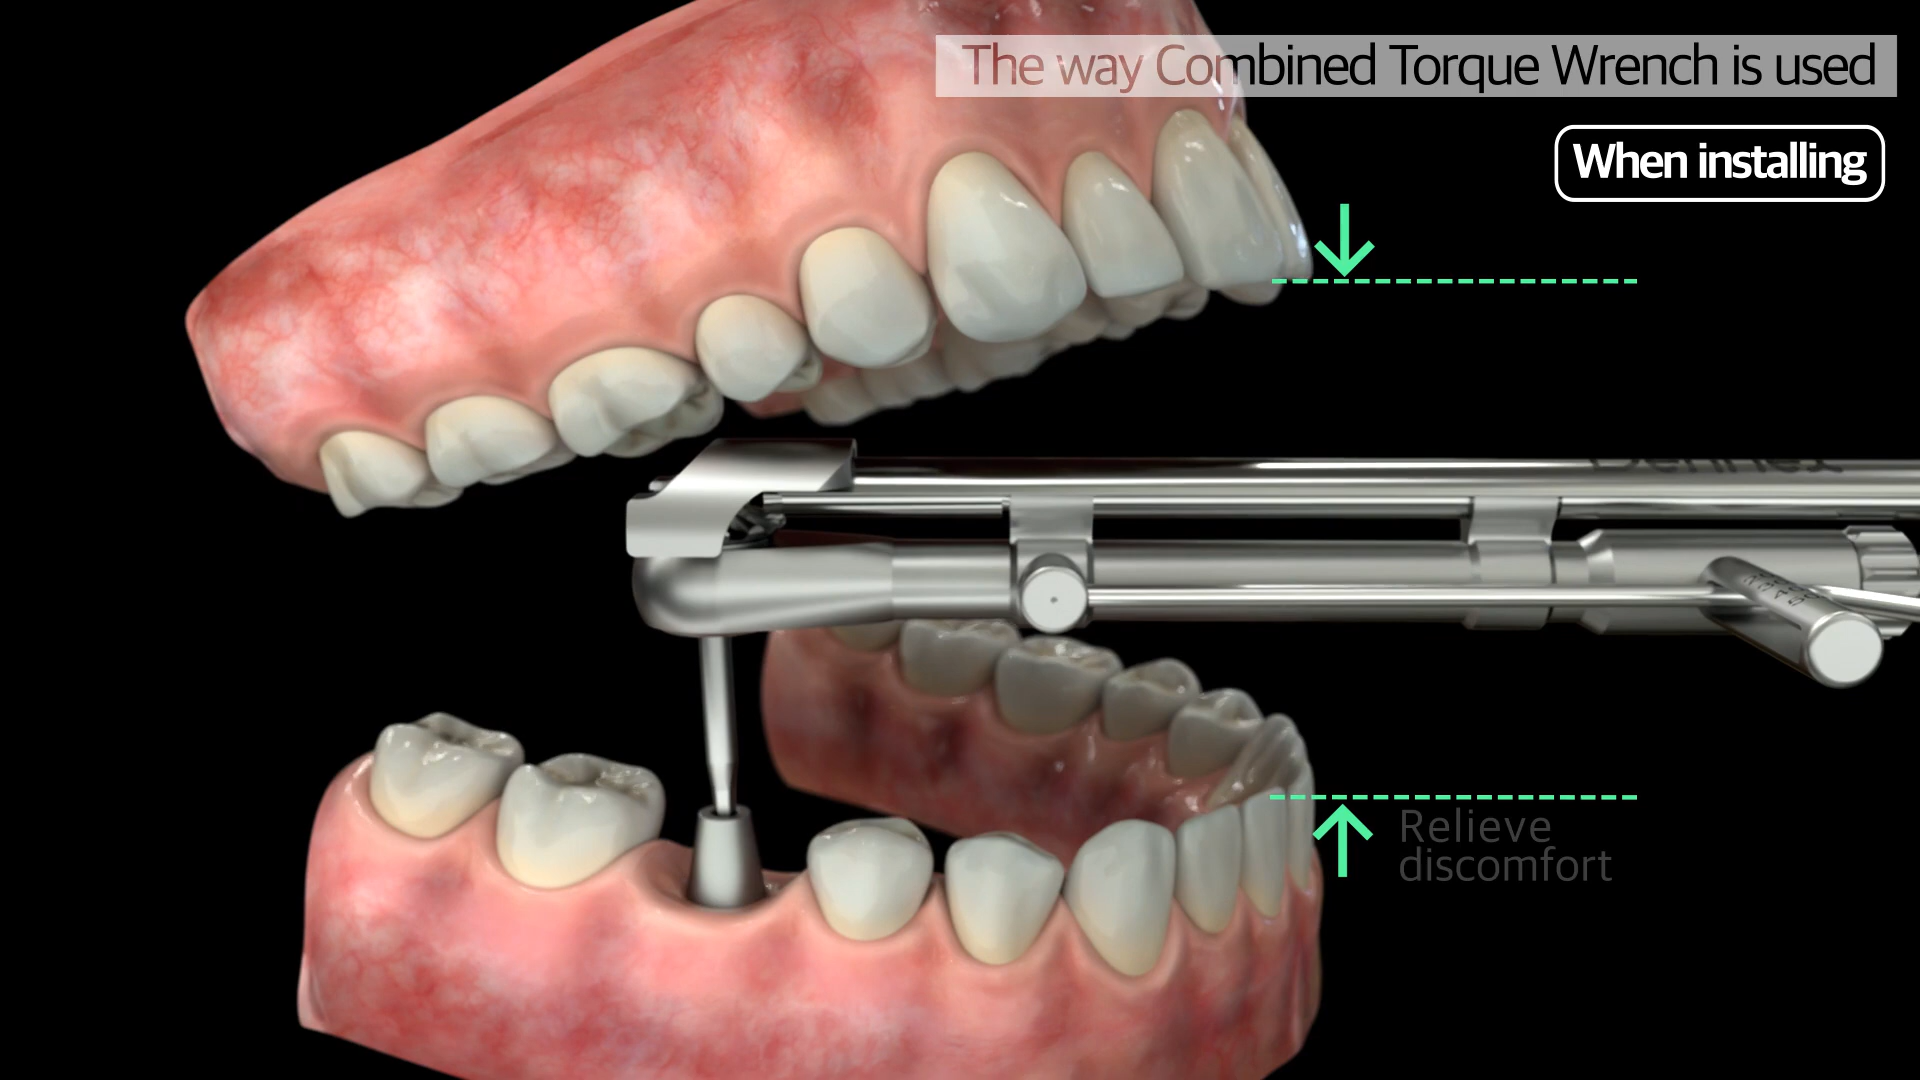 The way Combined Torque Wrench is used
When installing
Relieve
discomfort